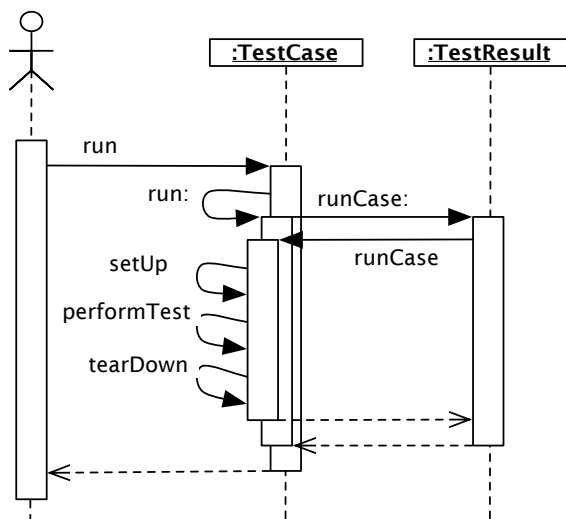 :TestCase
:TestResult
run
run:
runCase:
runCase
setUp
performTest
tearDown